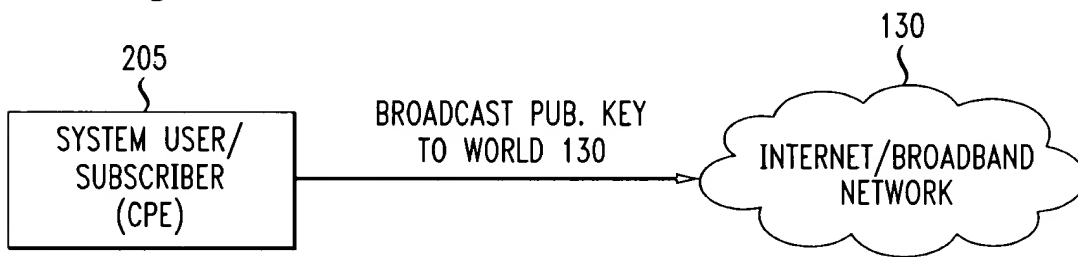 205
130
SYSTEM USER/
SUBSCRIBER
(CPE)
BROADCAST PUB. KEY
TO WORLD 130
INTERNET/BROADBAND
NETWORK